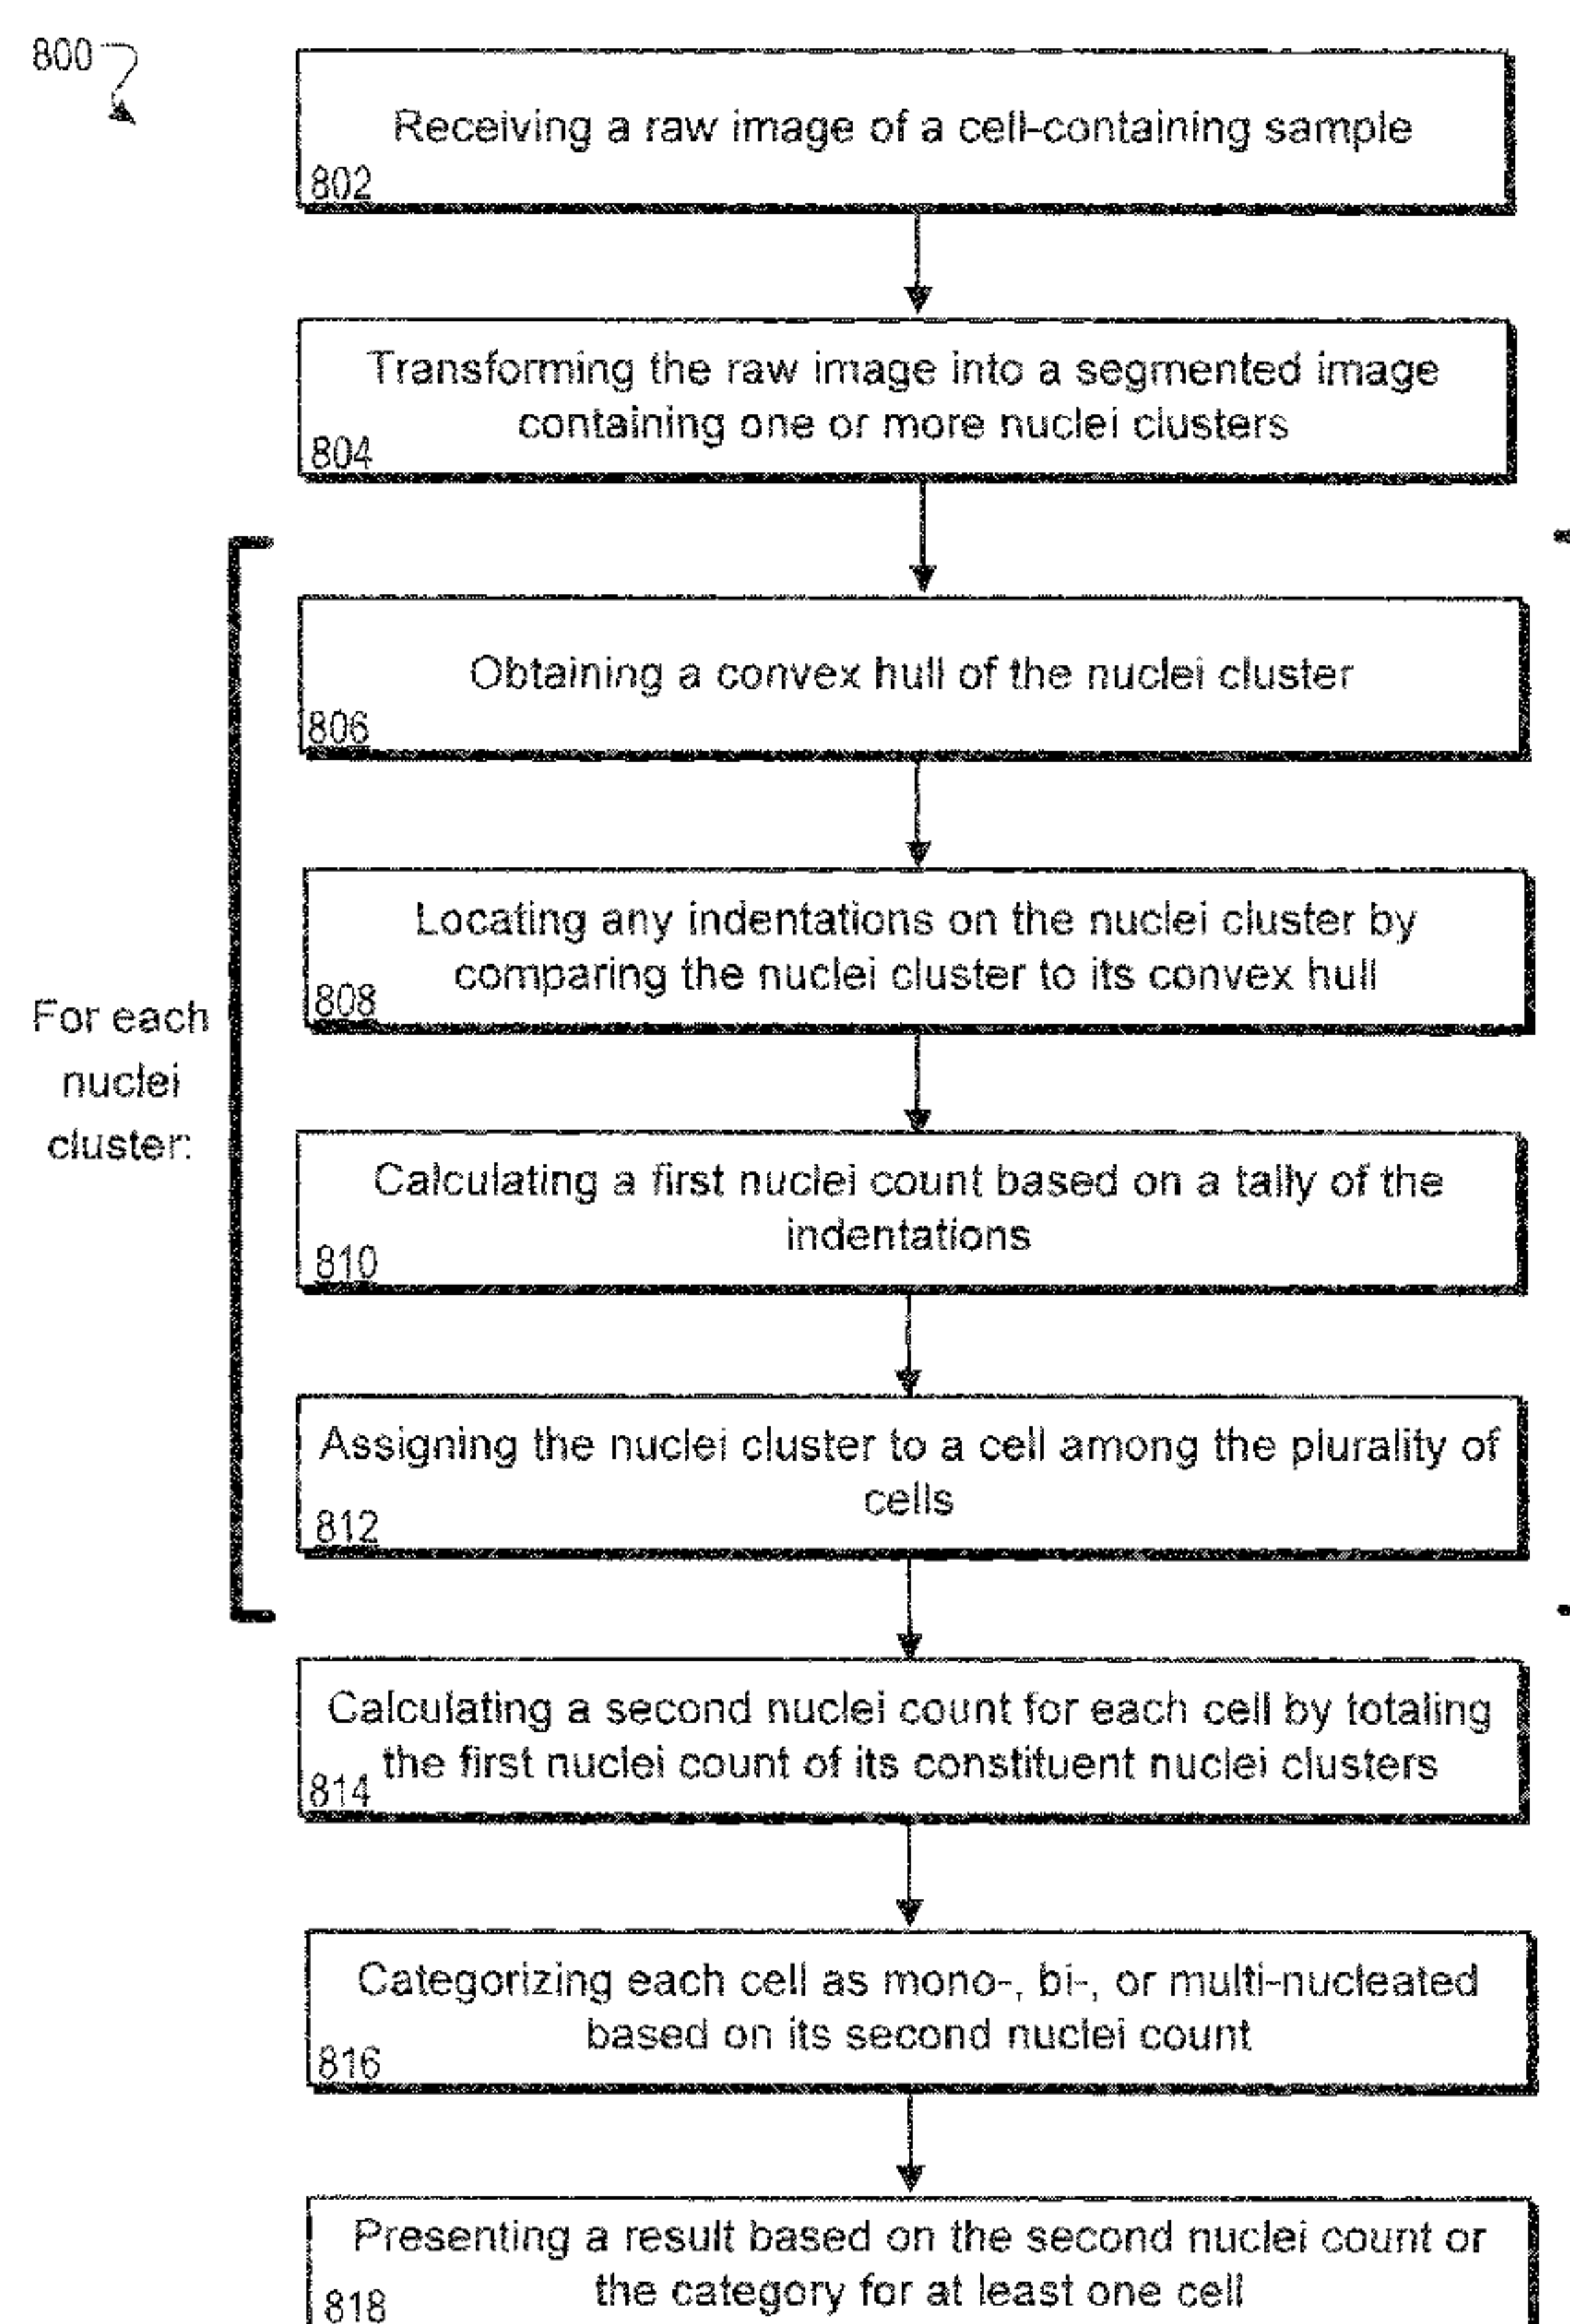 800
Receiving a raw image of a cell-containing sample
802
Transforming the raw image into a segmented image
containing one or more nuclei clusters
804
Obtaining a convex hull of the nuclei cluster
806
Locating any indentations on the nuclei cluster by
comparing the nuclei cluster to its convex hull
808
For each
nuclei
cluster:
Calculating a first nuclei count based on a tally of the
indentations
810
Assigning the nuclei cluster to a cell among the plurality of
cells
812
Calculating a second nuclei count for each cell by totaling
the first nuclei count of its constituent nuclei clusters
814
Categorizing each cell as mono-, bi-, or multi-nucleated
based on its second nuclei count
816
Presenting a result based on the second nuclei count or
the category for at least one cell
818